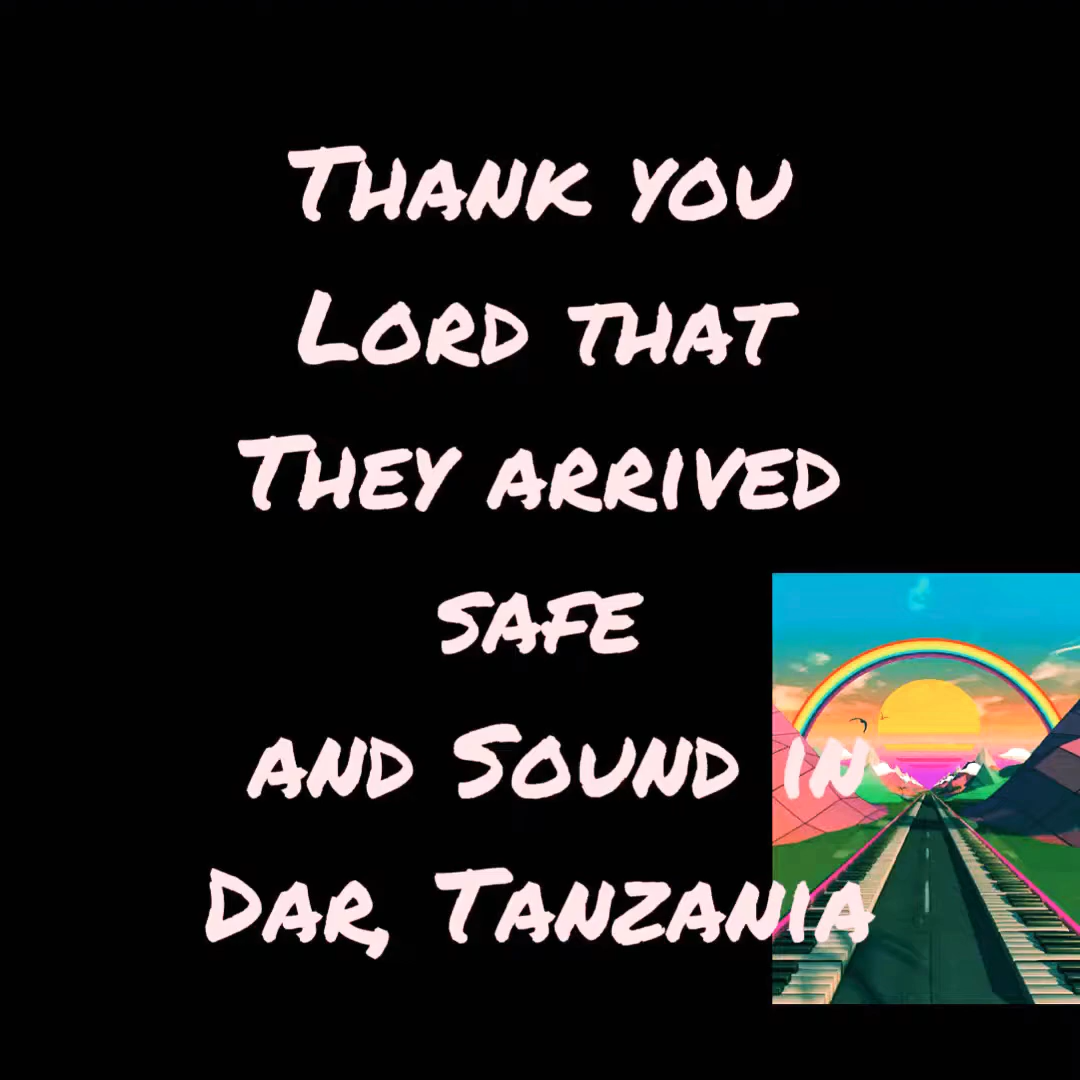 Thank you
Lord that
They arrived
safe
and Sound in
Dar, Tanzania